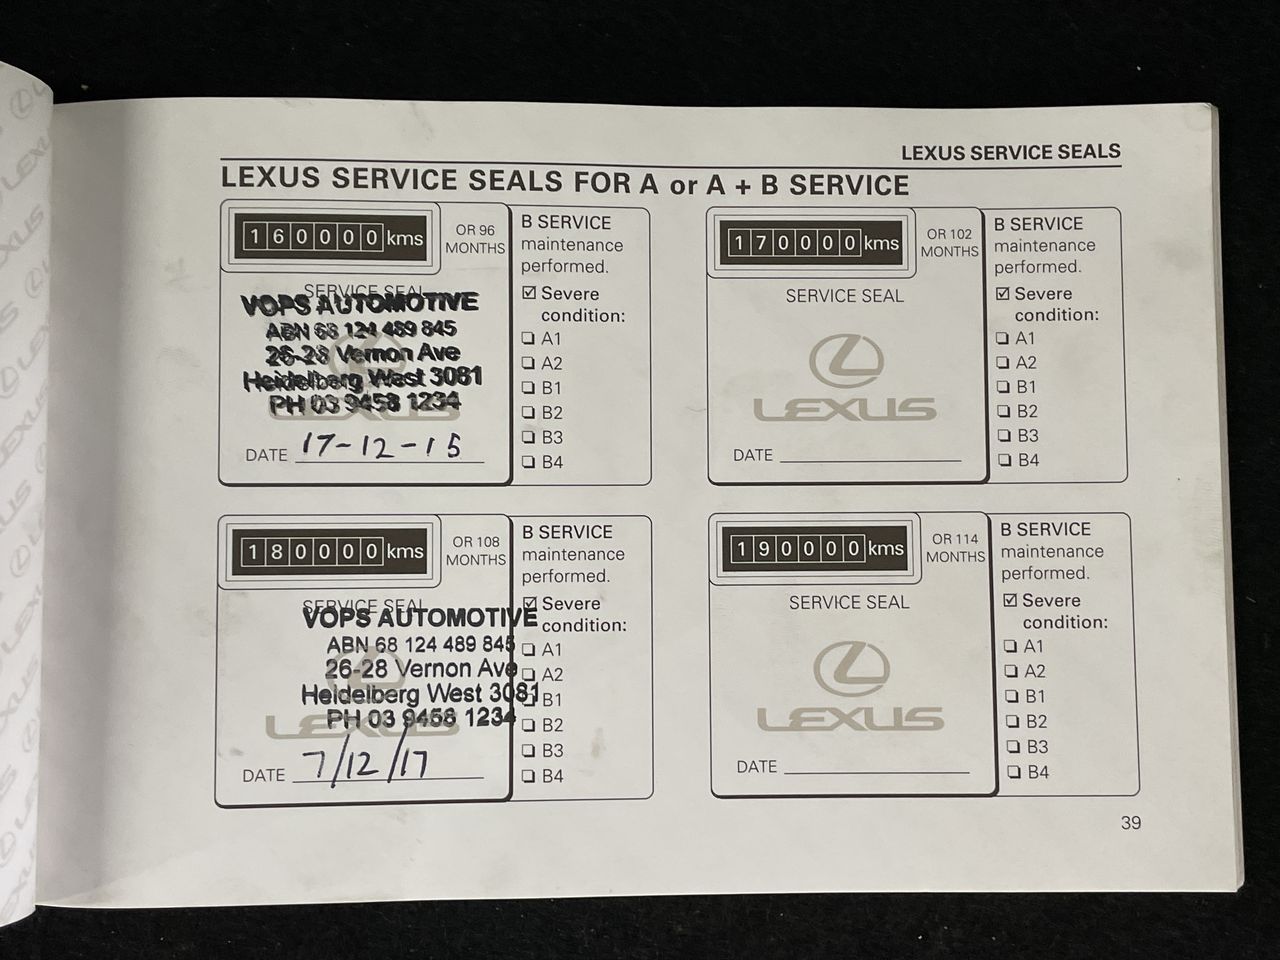 LEXUS SERVICE SEALS
LEXUS SERVICE SEALS FOR A or A + B SERVICE
160000 kms
OR 96
MONTHS
SERVICE SEAL
VOPS AUTOMOTIVE
ABN 68 124 489 845
26-28 Vernon Ave
Heidelberg West 3081
PH 03 9458 1234
LEXUS
DATE 17-12-15
B SERVICE
maintenance
performed.
☑ Severe
condition:
❏ A1
❏ A2
❏ B1
❏ B2
❏ B3
❏ B4
170000 kms
OR 102
MONTHS
SERVICE SEAL
LEXUS
DATE
B SERVICE
maintenance
performed.
☑ Severe
condition:
❏ A1
❏ A2
❏ B1
❏ B2
❏ B3
❏ B4
180000 kms
OR 108
MONTHS
SERVICE SEAL
VOPS AUTOMOTIVE
ABN 68 124 489 845
26-28 Vernon Ave
Heidelberg West 3081
PH 03 9458 1234
LEXUS
DATE 7/12/17
B SERVICE
maintenance
performed.
☑ Severe
condition:
❏ A1
❏ A2
❏ B1
❏ B2
❏ B3
❏ B4
190000 kms
OR 114
MONTHS
SERVICE SEAL
LEXUS
DATE
B SERVICE
maintenance
performed.
☑ Severe
condition:
❏ A1
❏ A2
❏ B1
❏ B2
❏ B3
❏ B4
39